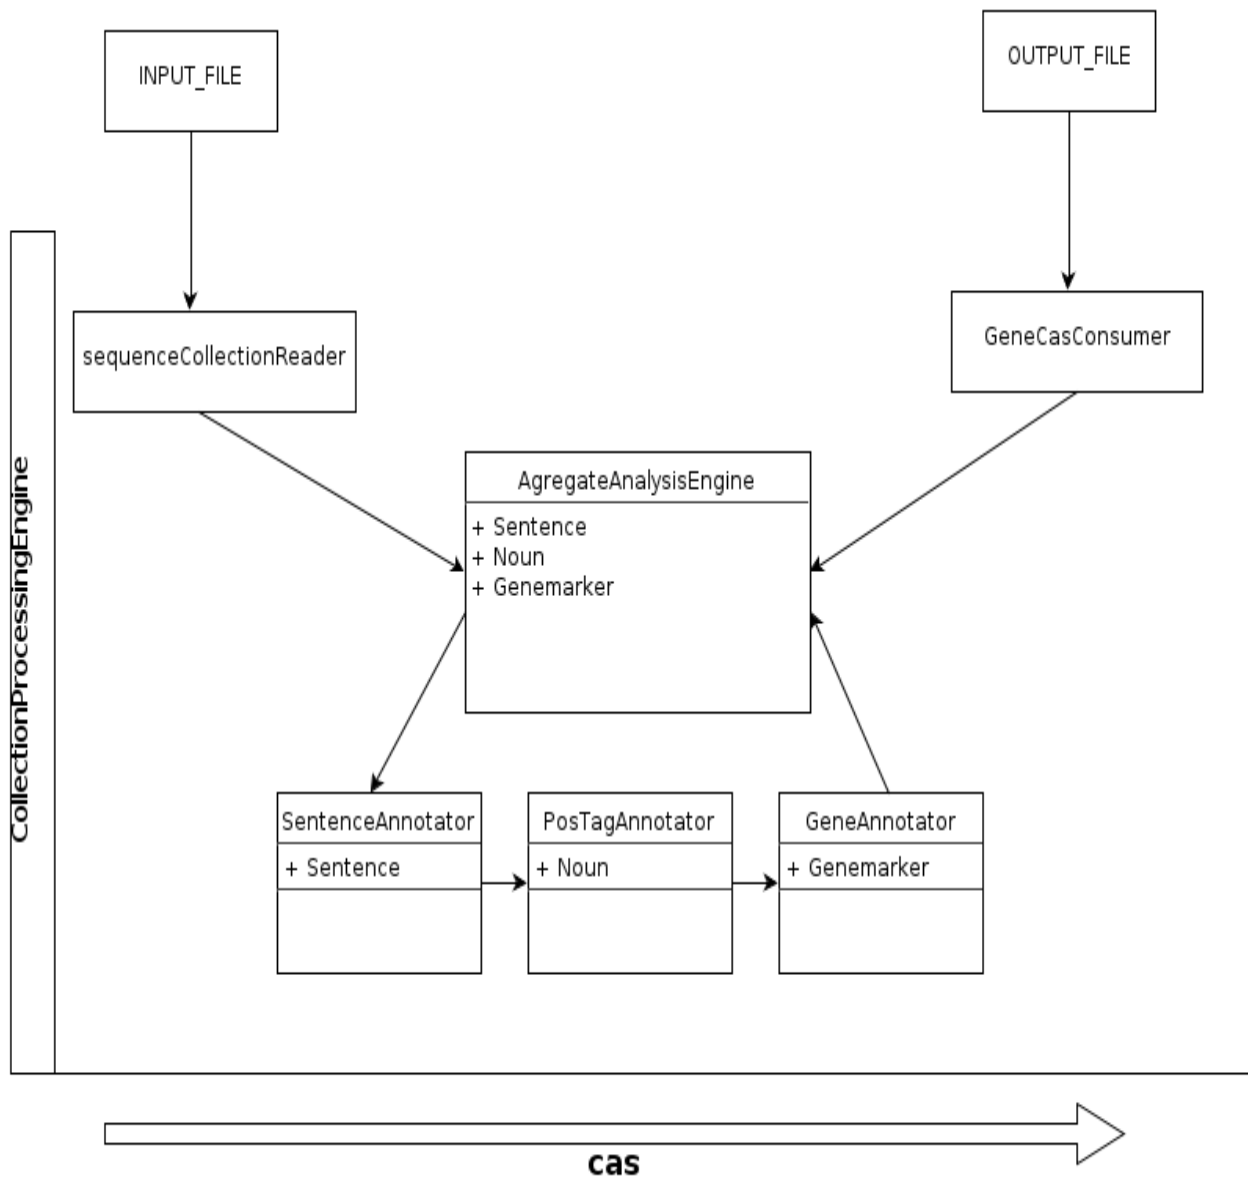 INPUT_FILE
OUTPUT_FILE
sequenceCollectionReader
GeneCasConsumer
CollectionProcessingEngine
AgregateAnalysisEngine
+ Sentence
+ Noun
+ Genemarker
SentenceAnnotator
+ Sentence
PosTagAnnotator
+ Noun
GeneAnnotator
+ Genemarker
cas